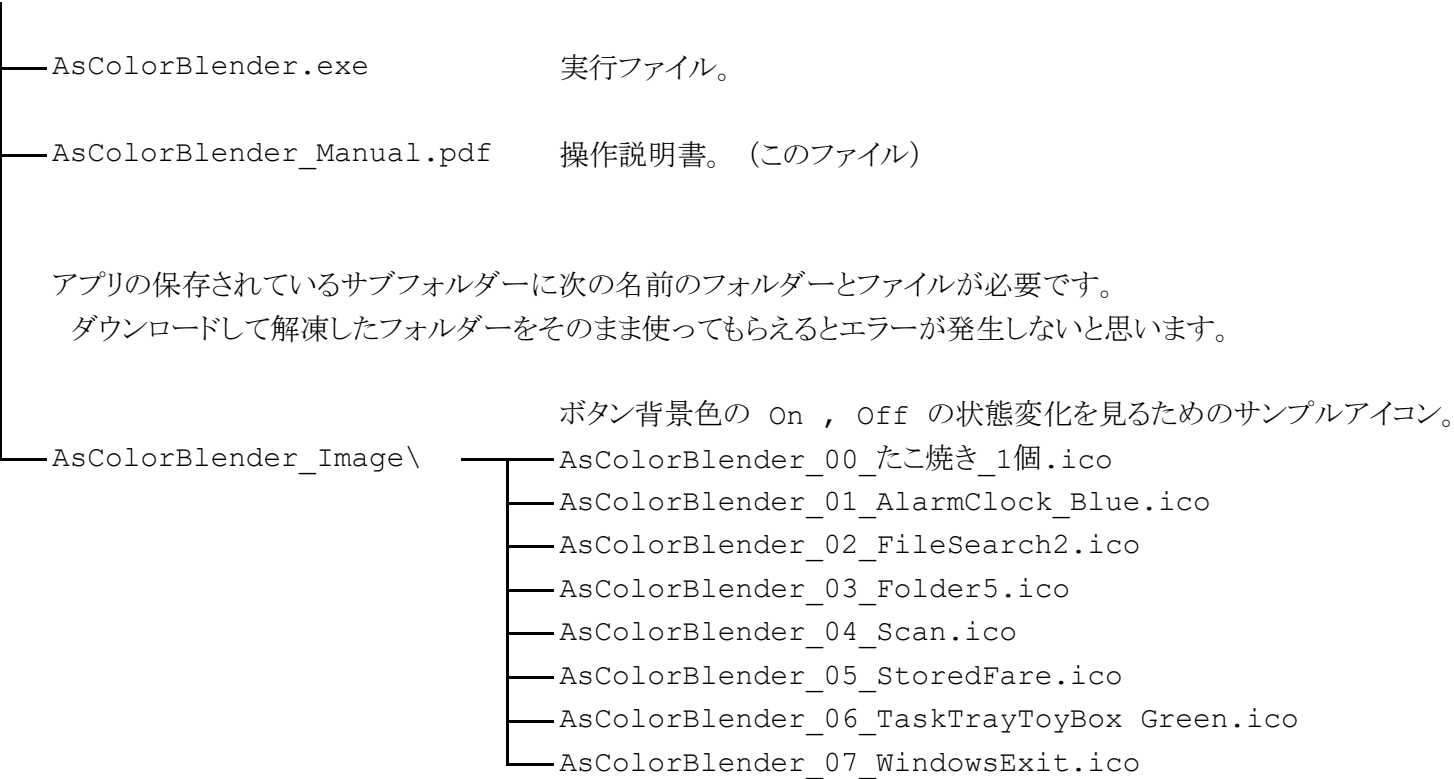 AsColorBlender.exe 実行ファイル。
AsColorBlender_Manual.pdf 操作説明書。（このファイル）
アプリの保存されているサブフォルダーに次の名前のフォルダーとファイルが必要です。
ダウンロードして解凍したフォルダーをそのまま使ってもらえるとエラーが発生しないと思います。
ボタン背景色の On , Off の状態変化を見るためのサンプルアイコン。
AsColorBlender_Image\ AsColorBlender_00_たこ焼き_1個.ico
AsColorBlender_01_AlarmClock_Blue.ico
AsColorBlender_02_FileSearch2.ico
AsColorBlender_03_Folder5.ico
AsColorBlender_04_Scan.ico
AsColorBlender_05_StoredFare.ico
AsColorBlender_06_TaskTrayToyBox Green.ico
AsColorBlender_07_WindowsExit.ico